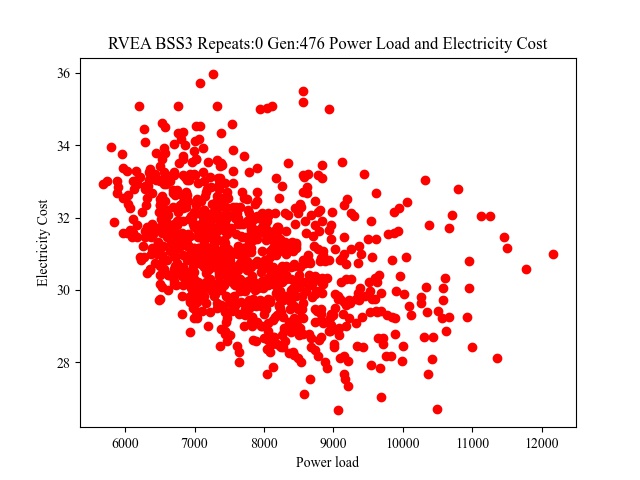 RVEA BSS3 Repeats:0 Gen:476 Power Load and Electricity Cost
36
34
32
30
28
Electricity Cost
6000 7000 8000 9000 10000 11000 12000
Power load